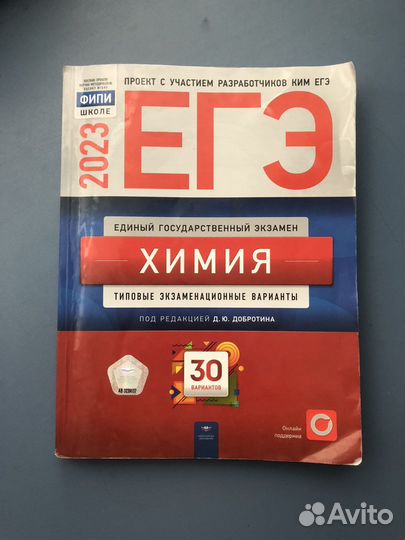 ПРОЕКТ С УЧАСТИЕМ РАЗРАБОТЧИКОВ КИМ ЕГЭ
ФИПИ
ШКОЛЕ
2023
ЕГЭ
ЕДИНЫЙ ГОСУДАРСТВЕННЫЙ ЭКЗАМЕН
ХИМИЯ
ТИПОВЫЕ ЭКЗАМЕНАЦИОННЫЕ ВАРИАНТЫ
ПОД РЕДАКЦИЕЙ Д. Ю. ДОБРОТИНА
30
ВАРИАНТОВ
Онлайн
поддержка
Avito